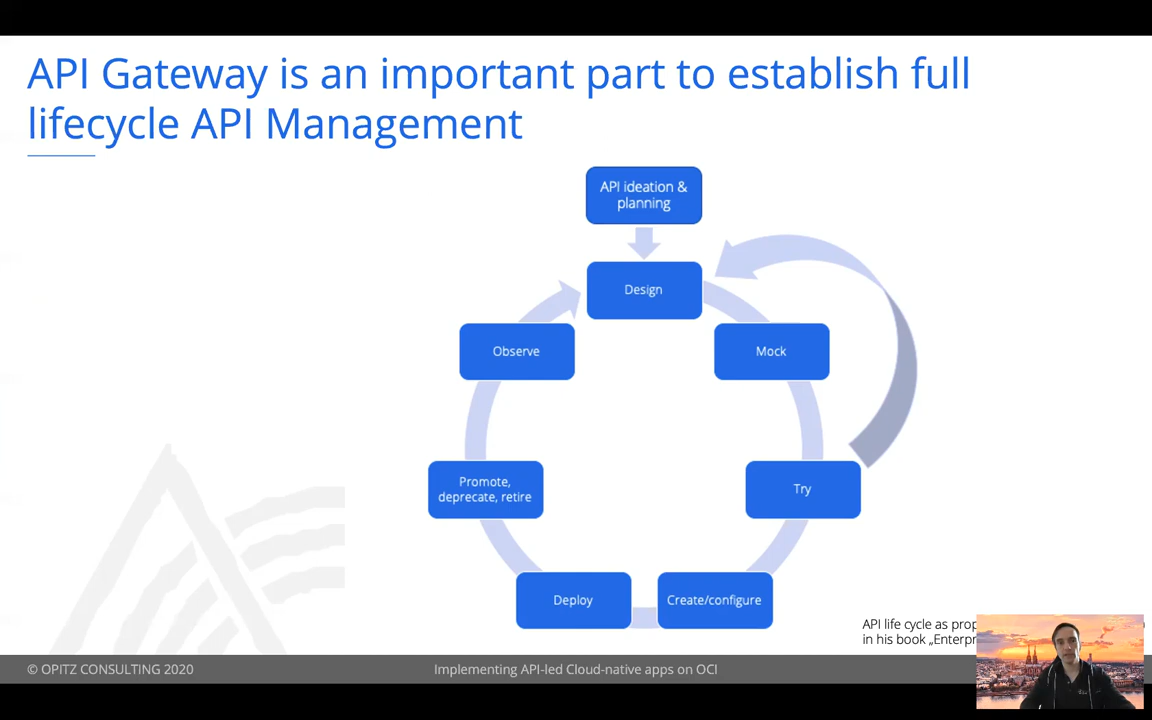 API Gateway is an important part to establish full
lifecycle API Management
API ideation &
planning
Design
Observe
Mock
Promote,
deprecate, retire
Try
Deploy
Create/configure
API life cycle as
in his book
© OPITZ CONSULTING 2020
Implementing API-led Cloud-native apps on OCI